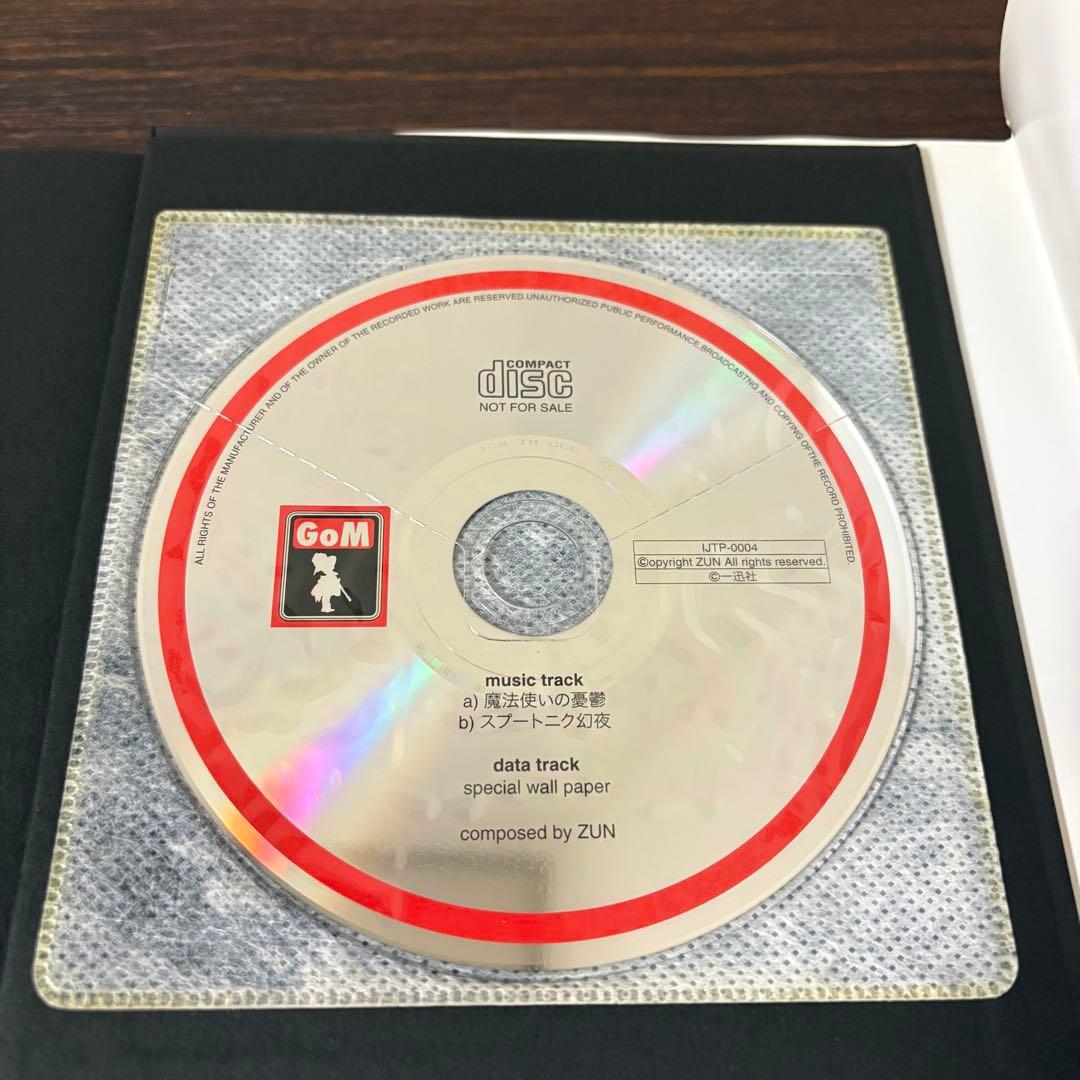 ALL RIGHTS OF THE MANUFACTURER AND OF THE OWNER OF THE RECORDED WORK ARE RESERVED.UNAUTHORIZED PUBLIC PERFORMANCE.BROADCASTNG AND COPYING OFTHE RECORD PROHIBITED.
COMPACT
disc
NOT FOR SALE
GoM
IJTP-0004
©opyright ZUN All rights reserved.
©一迅社
music track
a) 魔法使いの憂鬱
b) スプートニク幻夜
data track
special wall paper
composed by ZUN